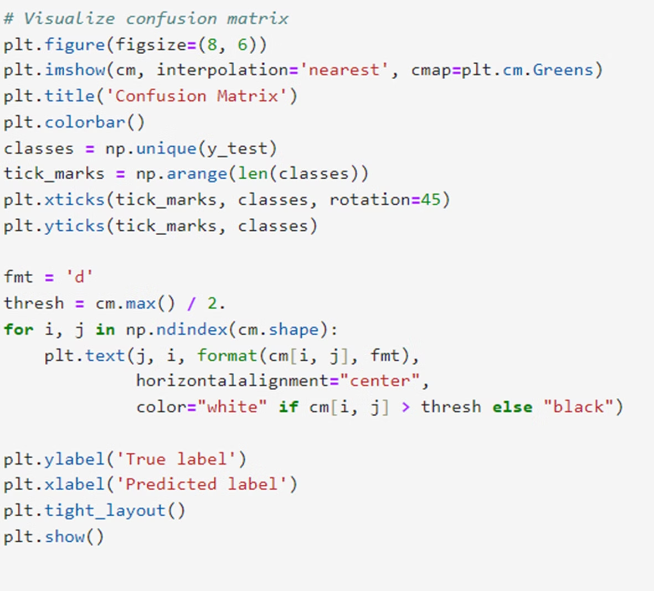 # Visualize confusion matrix
plt.figure(figsize=(8, 6))
plt.imshow(cm, interpolation='nearest', cmap=plt.cm.Greens)
plt.title('Confusion Matrix')
plt.colorbar()
classes = np.unique(y_test)
tick_marks = np.arange(len(classes))
plt.xticks(tick_marks, classes, rotation=45)
plt.yticks(tick_marks, classes)

fmt = 'd'
thresh = cm.max() / 2.
for i, j in np.ndindex(cm.shape):
    plt.text(j, i, format(cm[i, j], fmt),
             horizontalalignment="center",
             color="white" if cm[i, j] > thresh else "black")

plt.ylabel('True label')
plt.xlabel('Predicted label')
plt.tight_layout()
plt.show()